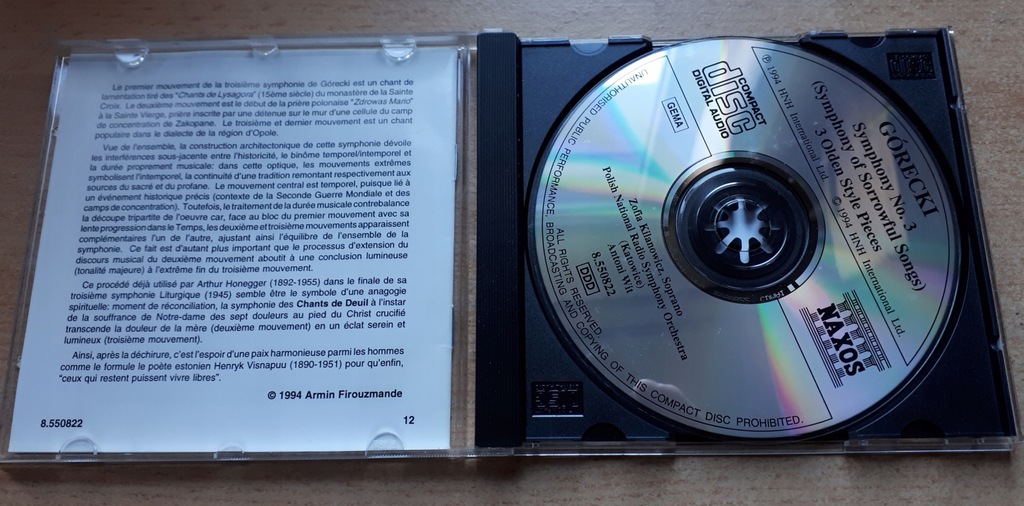 Le premier mouvement de la troisième symphonie de Górecki est un chant de
lamentation tiré des "Chants de Lysagora" (15ème siècle) du monastère de la Sainte
Croix. Le deuxième mouvement est le début de la prière polonaise "Zdrowas Mario"
à la Sainte Vierge, prière inscrite par une détenue sur le mur d'une cellule du camp
de concentration de Zakopane. Le troisième et dernier mouvement est un chant
populaire dans le dialecte de la région d'Opole.
Vue de l'ensemble, la construction architectonique de cette symphonie dévoile
les interférences sous-jacente entre l'historicité, le binôme temporel/intemporel et
la durée proprement musicale: dans cette optique, les mouvements extrêmes
symbolisent l'intemporel, la continuité d'une tradition remontant respectivement aux
sources du sacré et du profane. Le mouvement central est temporel, puisque lié à
un événement historique précis (contexte de la Seconde Guerre Mondiale et des
camps de concentration). Toutefois, le traitement de la durée musicale contrebalance
la découpe tripartite de l'oeuvre car, face au bloc du premier mouvement avec sa
lente progression dans le Temps, les deuxième et troisième mouvements apparaissent
complémentaires l'un de l'autre, ajustant ainsi l'équilibre de l'ensemble de la
symphonie. Ce fait est d'autant plus important que le processus d'extension du
discours musical du deuxième mouvement aboutit à une conclusion lumineuse
(tonalité majeure) à l'extrême fin du troisième mouvement.
Ce procédé déjà utilisé par Arthur Honegger (1892-1955) dans le finale de sa
troisième symphonie Liturgique (1945) semble être le symbole d'une anagogie
spirituelle: moment de réconciliation, la symphonie des Chants de Deuil à l'instar
de la souffrance de Notre-dame des sept douleurs au pied du Christ crucifié
transcende la douleur de la mère (deuxième mouvement) en un éclat serein et
lumineux (troisième mouvement).
Ainsi, après la déchirure, c'est l'espoir d'une paix harmonieuse parmi les hommes
comme le formule le poète estonien Henryk Visnapuu (1890-1951) pour qu'enfin,
"ceux qui restent puissent vivre libres".
© 1994 Armin Firouzmande
8.550822
12
GÓRECKI
Symphony No. 3
(Symphony of Sorrowful Songs)
3 Olden Style Pieces
℗ 1994 HNH International Ltd.
© 1994 HNH International Ltd.
COMPACT
disc
DIGITAL AUDIO
GEMA
NAXOS
Zofia Kilanowicz, Soprano
Polish National Radio Symphony Orchestra
(Katowice)
Antoni Wit
8.550822
DDD
UNAUTHORISED PUBLIC PERFORMANCE, BROADCASTING AND COPYING OF THIS COMPACT DISC PROHIBITED.
ALL RIGHTS RESERVED.